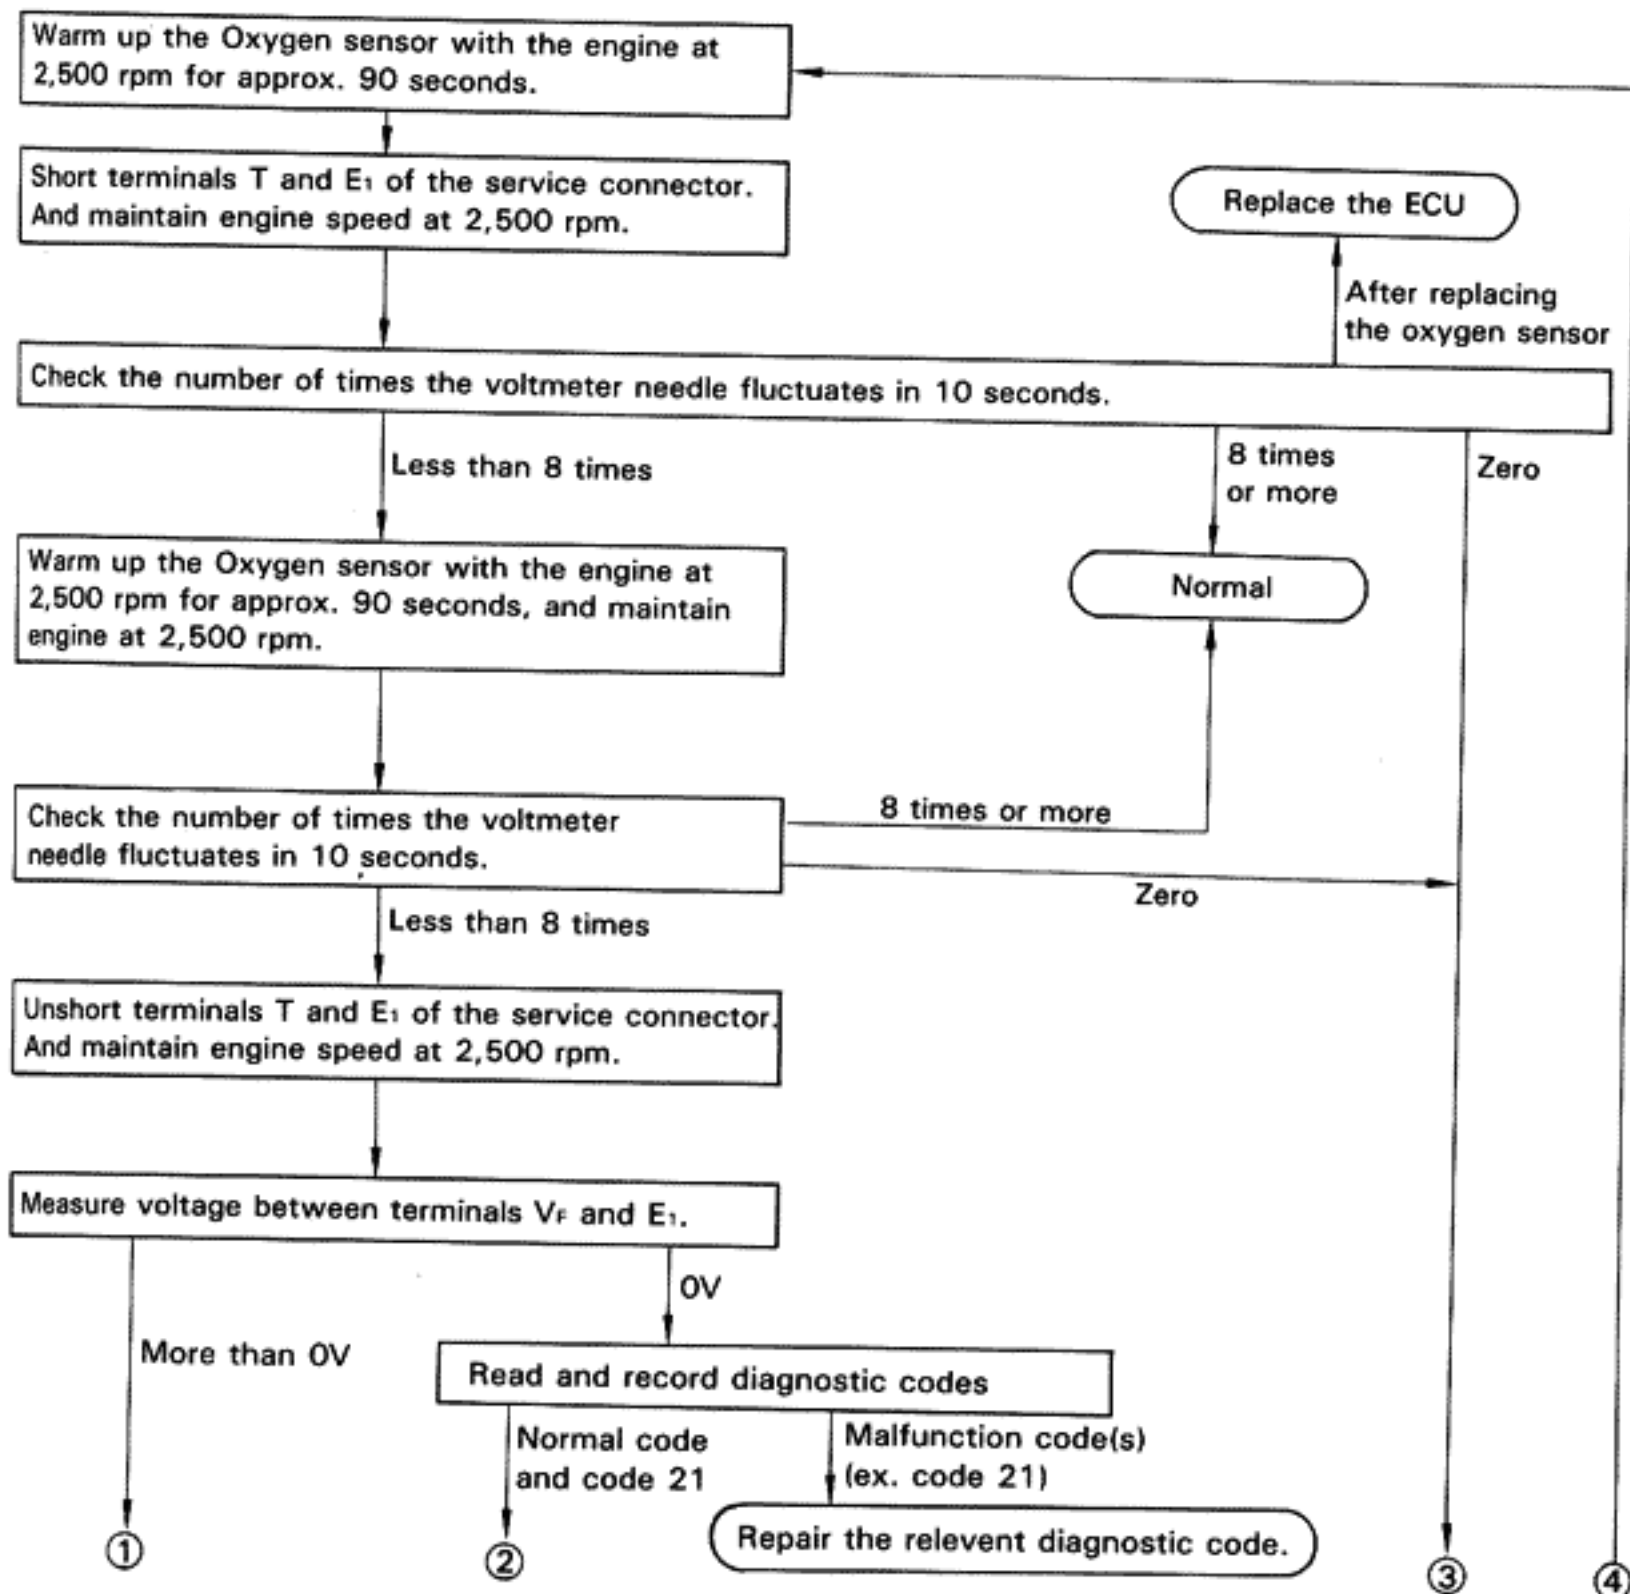 Warm up the Oxygen sensor with the engine at
2,500 rpm for approx. 90 seconds.
Short terminals T and E₁ of the service connector.
And maintain engine speed at 2,500 rpm.
Replace the ECU
After replacing
the oxygen sensor
Check the number of times the voltmeter needle fluctuates in 10 seconds.
Less than 8 times
8 times
or more
Zero
Warm up the Oxygen sensor with the engine at
2,500 rpm for approx. 90 seconds, and maintain
engine at 2,500 rpm.
Normal
Check the number of times the voltmeter
needle fluctuates in 10 seconds.
8 times or more
Zero
Less than 8 times
Unshort terminals T and E₁ of the service connector.
And maintain engine speed at 2,500 rpm.
Measure voltage between terminals VF and E₁.
0V
More than 0V
Read and record diagnostic codes
Normal code
and code 21
Malfunction code(s)
(ex. code 21)
Repair the relevent diagnostic code.
①
②
③
④